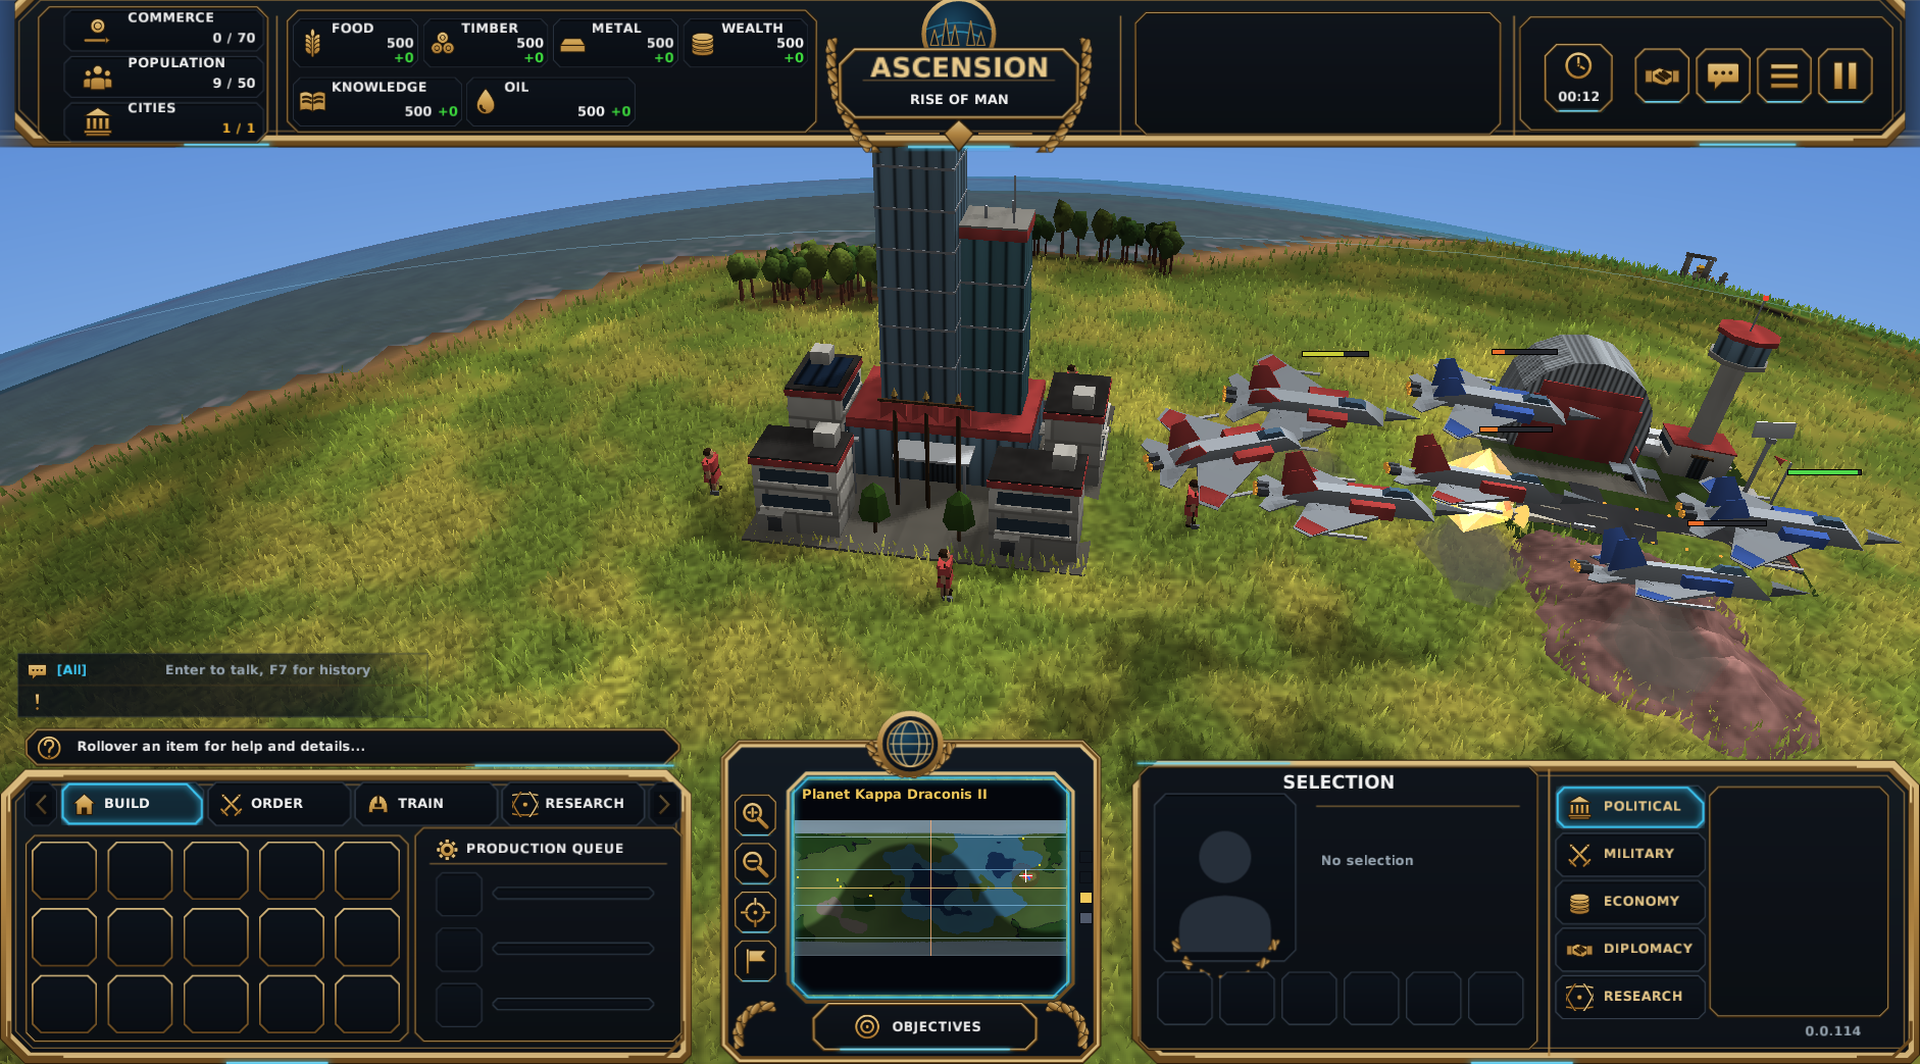 COMMERCE
0 / 70
POPULATION
9 / 50
CITIES
1 / 1
FOOD
500
+0
TIMBER
500
+0
METAL
500
+0
WEALTH
500
+0
KNOWLEDGE
500 +0
OIL
500 +0
ASCENSION
RISE OF MAN
00:12
[All] Enter to talk, F7 for history
!
Rollover an item for help and details...
BUILD
ORDER
TRAIN
RESEARCH
PRODUCTION QUEUE
Planet Kappa Draconis II
OBJECTIVES
SELECTION
No selection
POLITICAL
MILITARY
ECONOMY
DIPLOMACY
RESEARCH
0.0.114